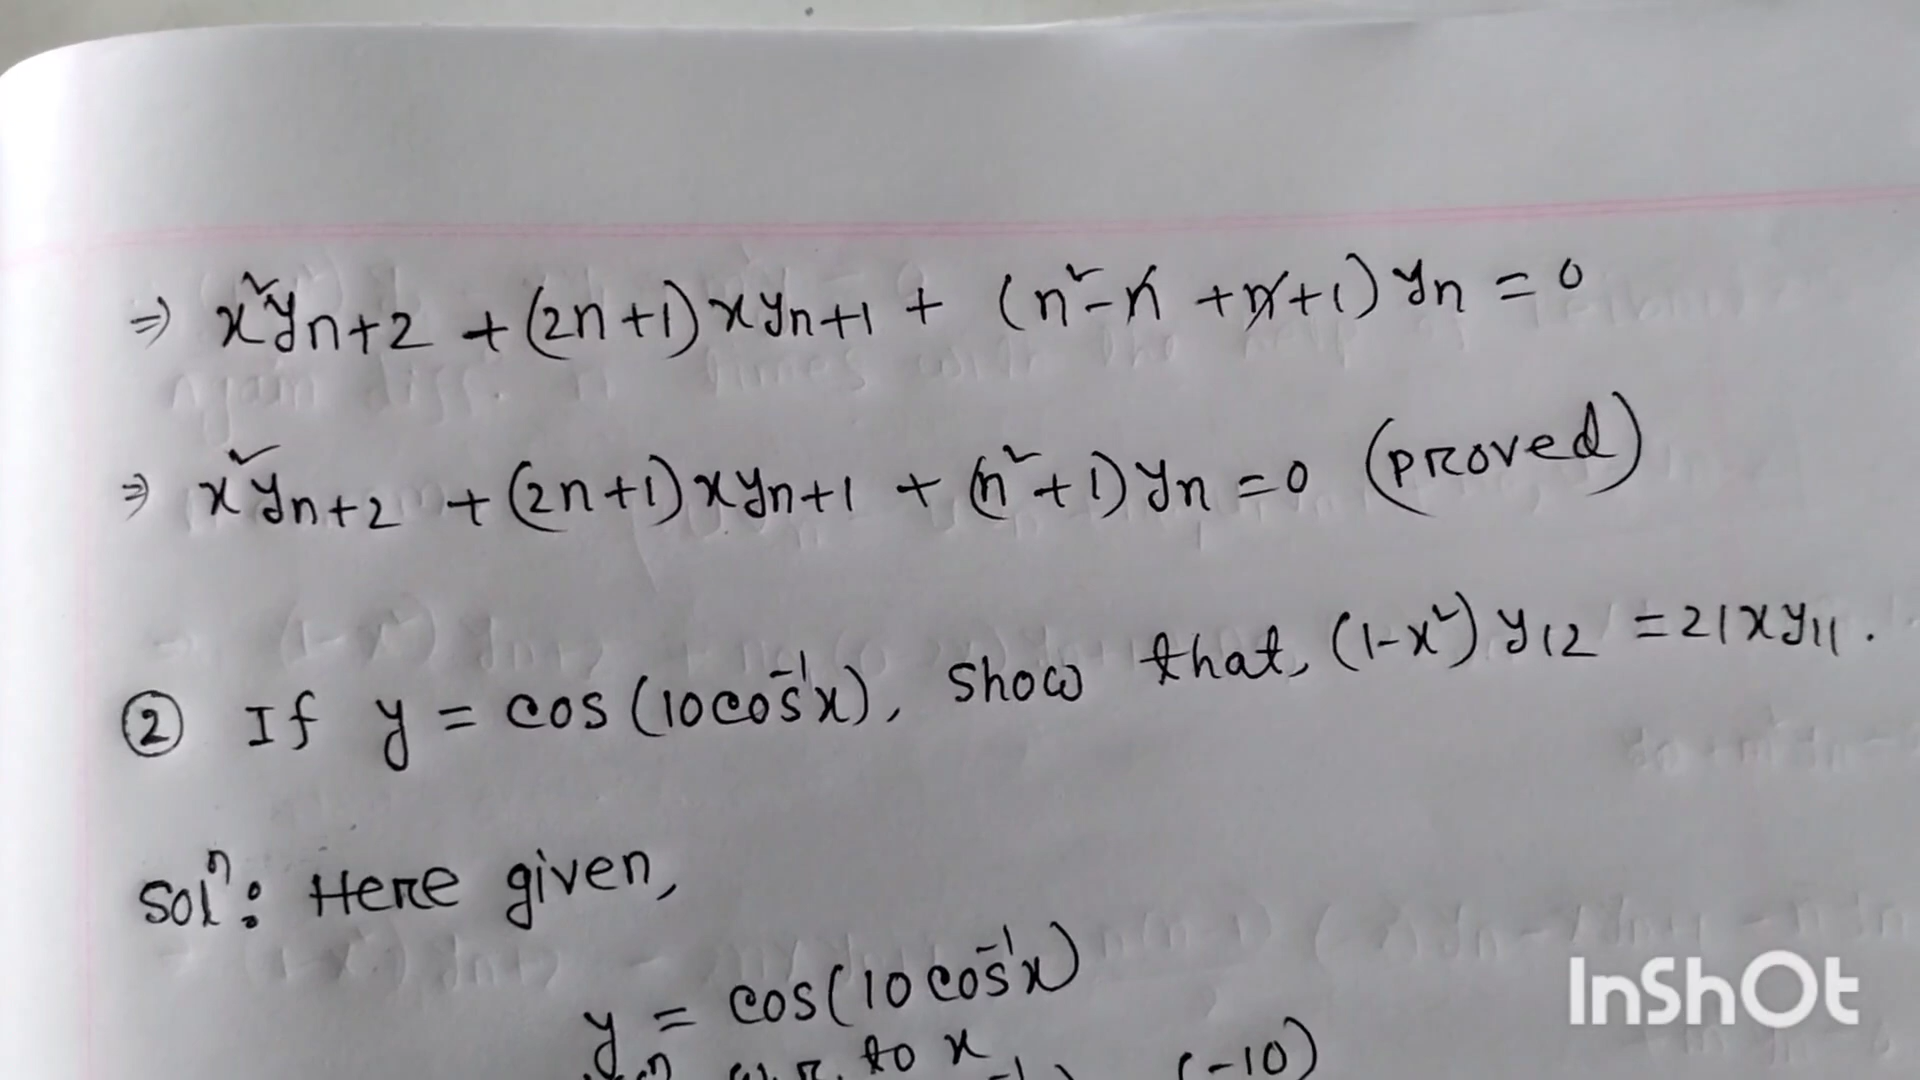 ⇒ x²yn+2 + (2n+1)xyn+1 + (n²-n+n+1)yn = 0
⇒ x²yn+2 + (2n+1)xyn+1 + (n²+1)yn = 0 (proved)
② If y = cos(10cos⁻¹x), show that, (1-x²)y12 = 21xy11.
Solⁿ: Here given,
y = cos(10cos⁻¹x)
w.r. to x
(-10)
InShOt